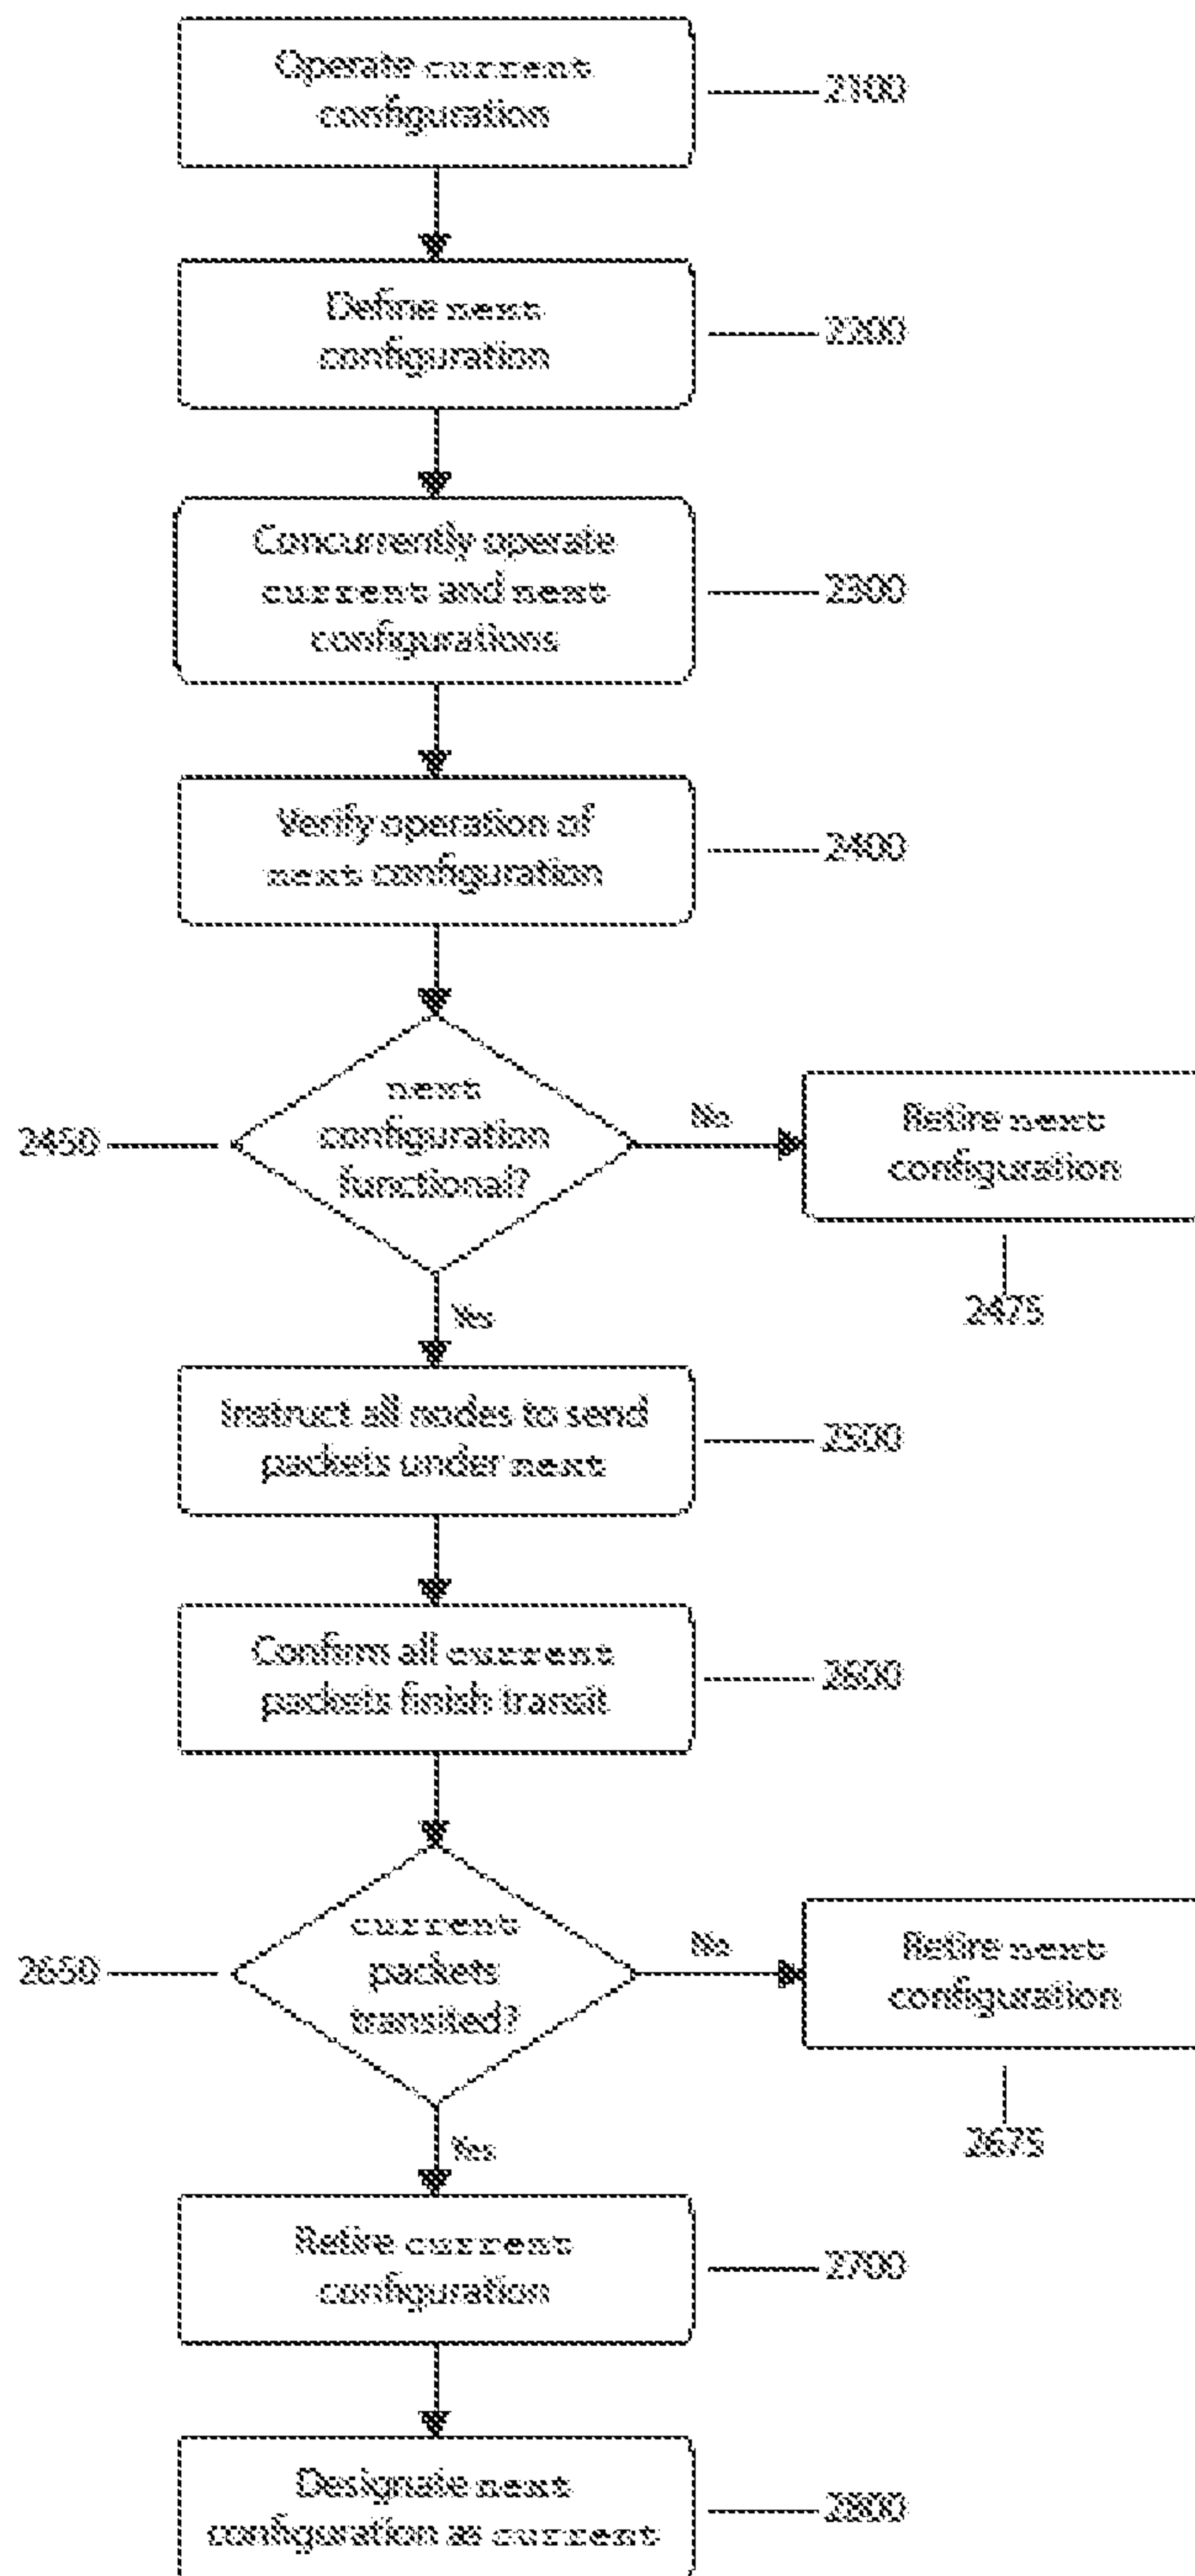 Operate current
configuration
2100
Define next
configuration
2200
Concurrently operate
current and next
configurations
2300
Verify operation of
next configuration
2400
next
configuration
functional?
2450
No
Retire next
configuration
2475
Yes
Instruct all nodes to send
packets under next
2500
Confirm all current
packets finish transit
2600
current
packets
transited?
2650
No
Retire next
configuration
2675
Yes
Retire current
configuration
2700
Designate next
configuration as current
2800